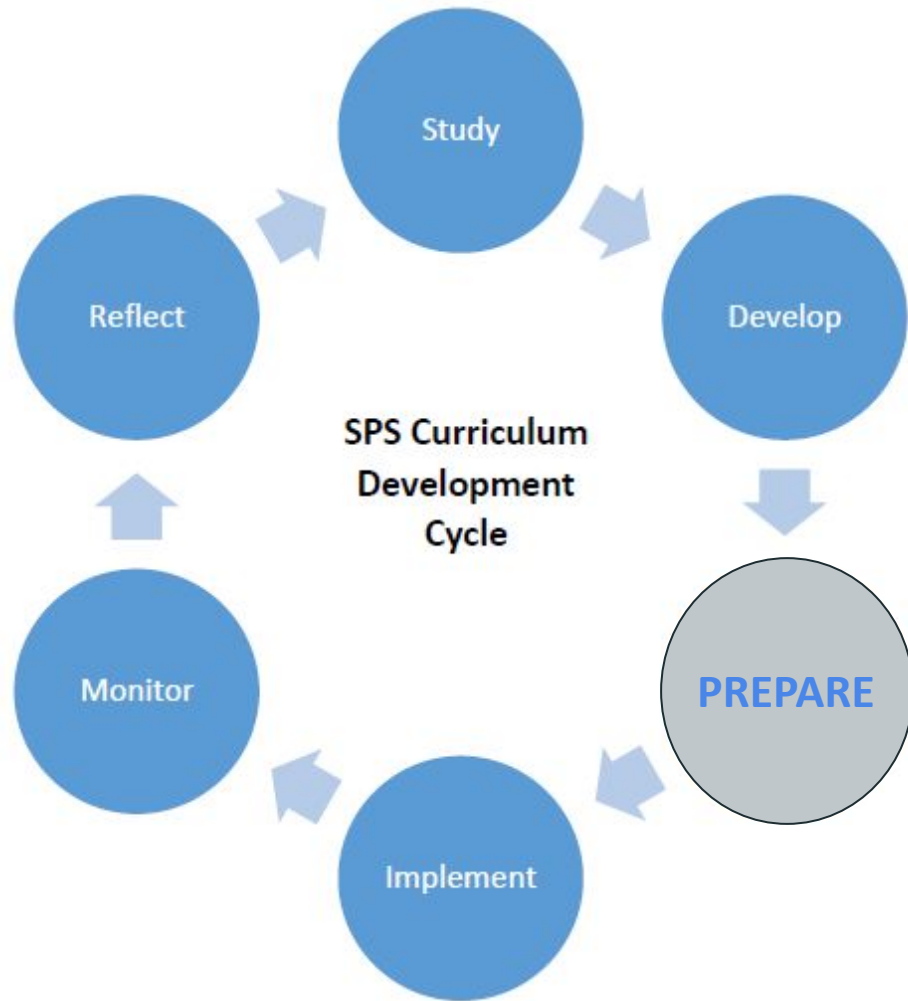 Study
Develop
PREPARE
Implement
Monitor
Reflect
SPS Curriculum
Development
Cycle